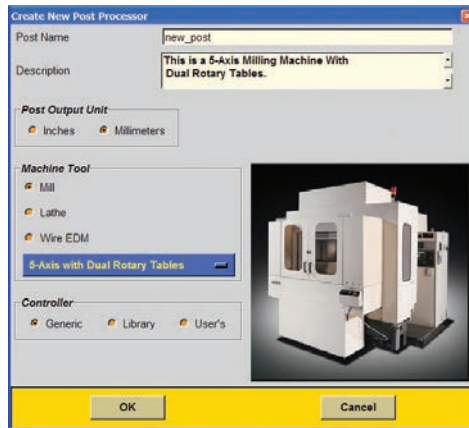 Create New Post Processor
Post Name
new_post
Description
This is a 5-Axis Milling Machine With
Dual Rotary Tables.
Post Output Unit
Inches Millimeters
Machine Tool
Mill
Lathe
Wire EDM
5-Axis with Dual Rotary Tables
Controller
Generic Library User's
OK Cancel